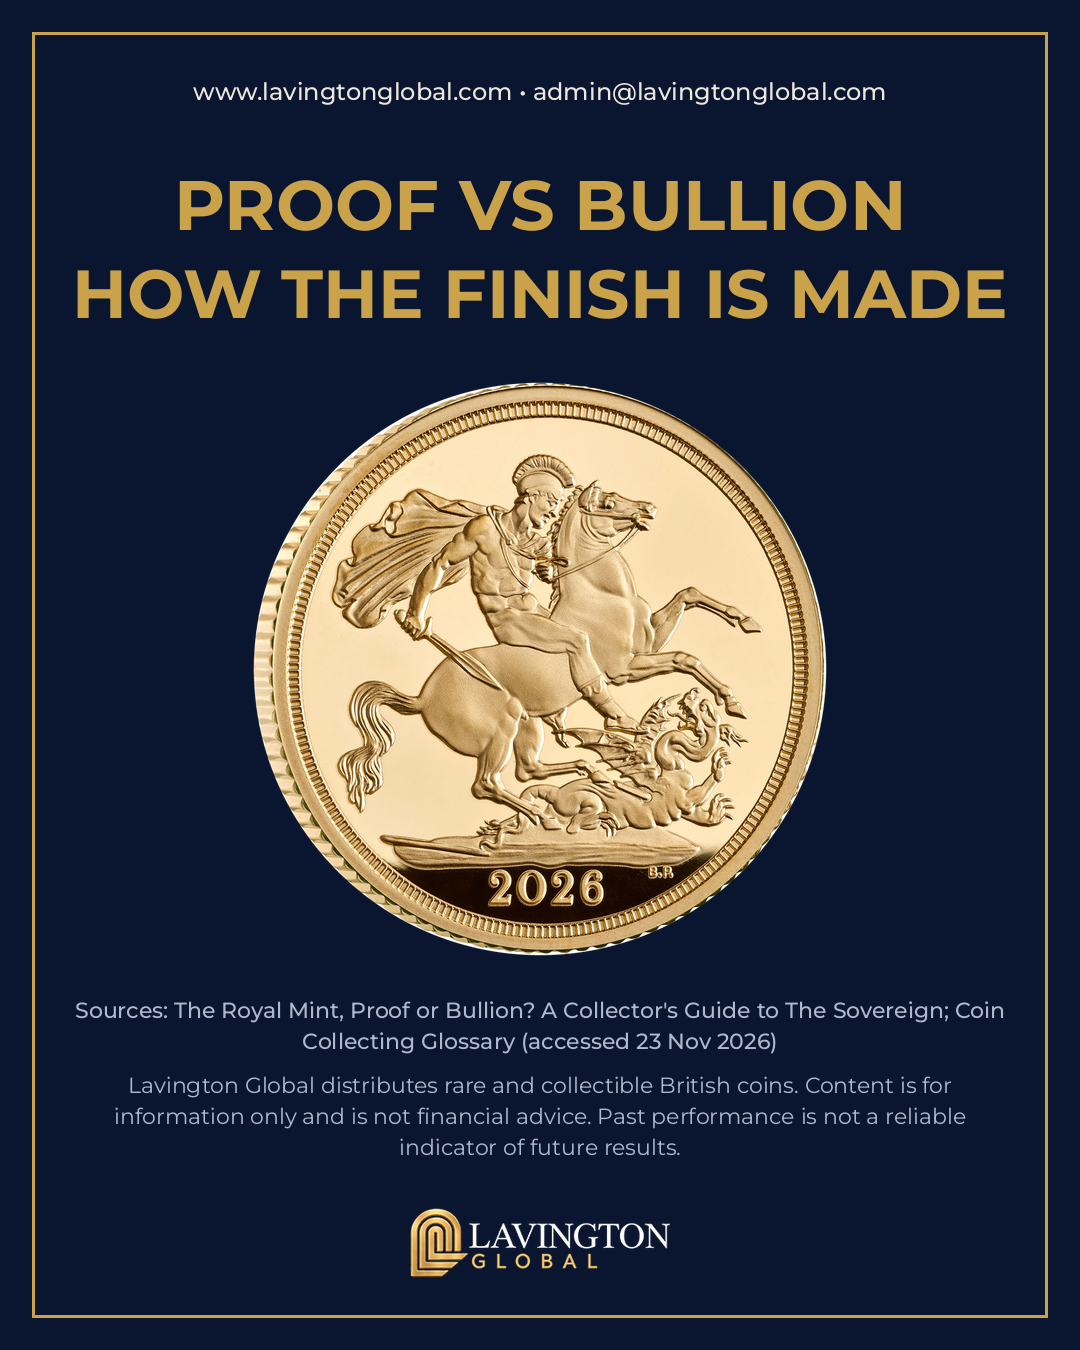 www.lavingtonglobal.com • admin@lavingtonglobal.com
PROOF VS BULLION
HOW THE FINISH IS MADE
B.P.
2026
Sources: The Royal Mint, Proof or Bullion? A Collector's Guide to The Sovereign; Coin
Collecting Glossary (accessed 23 Nov 2026)
Lavington Global distributes rare and collectible British coins. Content is for
information only and is not financial advice. Past performance is not a reliable
indicator of future results.
LAVINGTON
GLOBAL